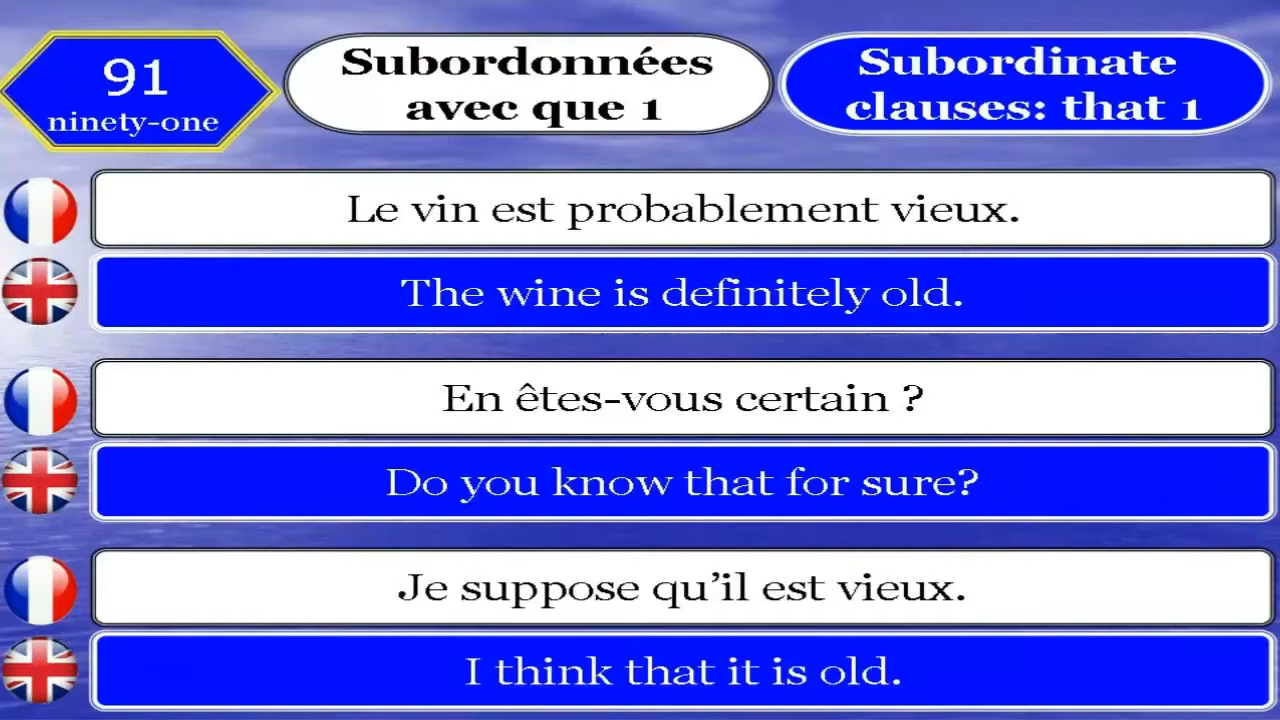 91
ninety-one
Subordonnées
avec que 1
Subordinate
clauses: that 1
Le vin est probablement vieux.
The wine is definitely old.
En êtes-vous certain ?
Do you know that for sure?
Je suppose qu’il est vieux.
I think that it is old.